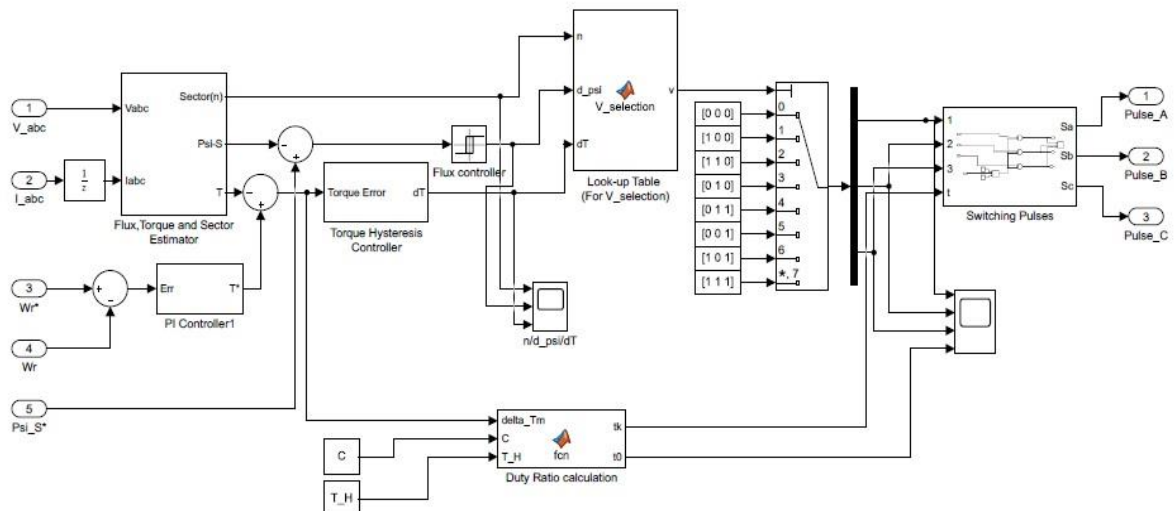 1
V_abc
2
I_abc
1
z
Vabc
Iabc
Sector(n)
Psi-S
T
Flux,Torque and Sector
Estimator
3
Wr*
4
Wr
5
Psi_S*
+
-
Err
T*
PI Controller1
-
+
-
+
Torque Error
dT
Torque Hysteresis
Controller
Flux controller
n
d_psi
dT
v
V_selection
Look-up Table
(For V_selection)
n/d_psi/dT
[0 0 0]
[1 0 0]
[1 1 0]
[0 1 0]
[0 1 1]
[0 0 1]
[1 0 1]
[1 1 1]
0
1
2
3
4
5
6
*, 7
1
2
3
t
Sa
Sb
Sc
Switching Pulses
1
Pulse_A
2
Pulse_B
3
Pulse_C
C
T_H
delta_Tm
C
T_H
fcn
tk
t0
Duty Ratio calculation